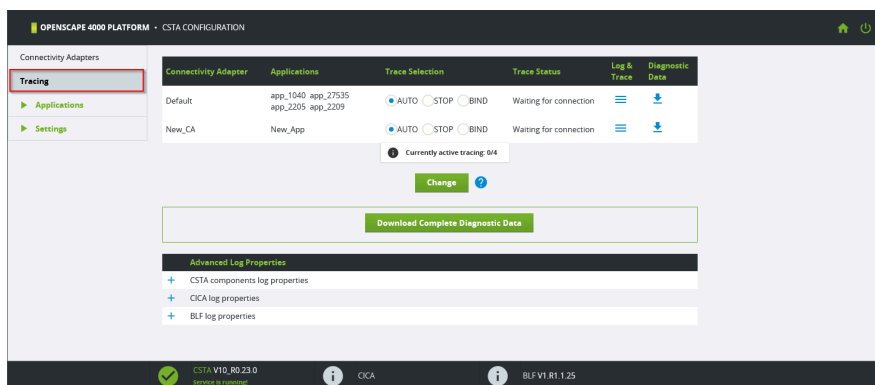 OPENSCAPE 4000 PLATFORM • CSTA CONFIGURATION
Connectivity Adapters
Tracing
Applications
Settings
Connectivity Adapter Applications Trace Selection Trace Status Log & Trace Diagnostic Data
Default app_1040 app_27535 AUTO STOP BIND Waiting for connection
app_2205 app_2209
New_CA New_App AUTO STOP BIND Waiting for connection
Currently active tracing: 0/4
Change ?
Download Complete Diagnostic Data
Advanced Log Properties
+ CSTA components log properties
+ CICA log properties
+ BLF log properties
CSTA V10_R0.23.0
Service is running!
CICA
BLF V1.R1.1.25